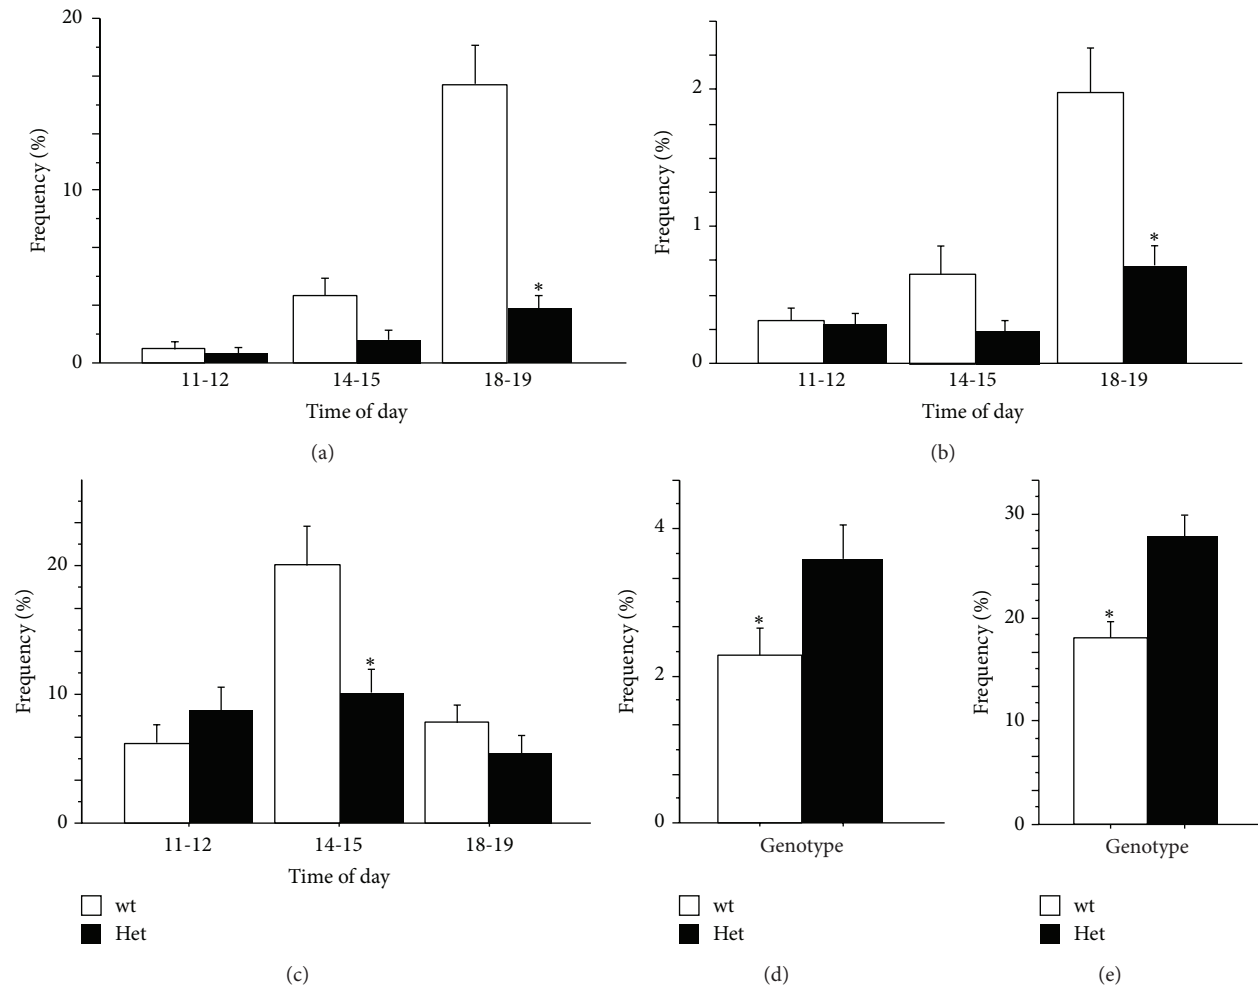 20
10
0
Frequency (%)
*
11-12 14-15 18-19
Time of day
(a)
2
1
0
Frequency (%)
*
11-12 14-15 18-19
Time of day
(b)
20
10
0
Frequency (%)
*
11-12 14-15 18-19
Time of day
wt
Het
(c)
4
2
0
Frequency (%)
*
Genotype
wt
Het
(d)
30
20
10
0
Frequency (%)
*
Genotype
wt
Het
(e)